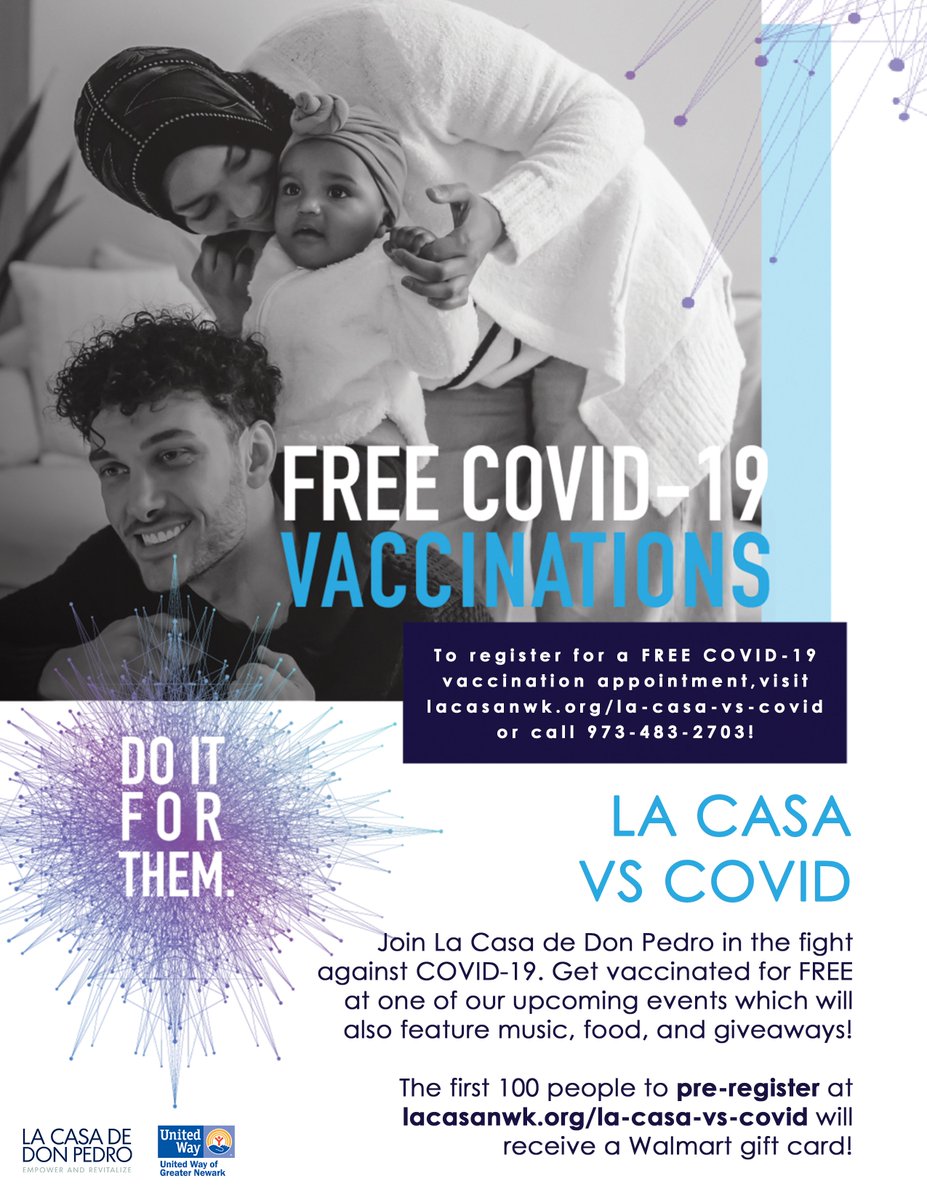 FREE COVID-19
VACCINATIONS
To register for a FREE COVID-19
vaccination appointment,visit
lacasanwk.org/la-casa-vs-covid
or call 973-483-2703!
DO IT
FOR
THEM.
LA CASA
VS COVID
Join La Casa de Don Pedro in the fight
against COVID-19. Get vaccinated for FREE
at one of our upcoming events which will
also feature music, food, and giveaways!
The first 100 people to pre-register at
lacasanwk.org/la-casa-vs-covid will
receive a Walmart gift card!
LA CASA DE
DON PEDRO
EMPOWER AND REVITALIZE
United
Way
United Way of
Greater Newark